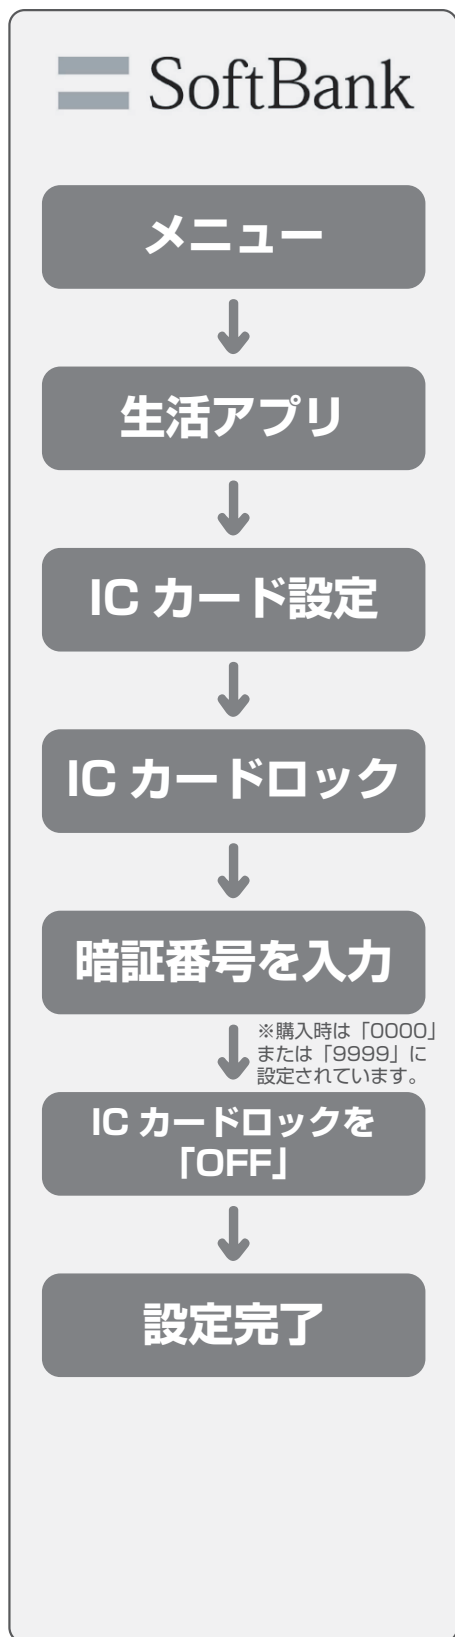 SoftBank
メニュー
生活アプリ
IC カード設定
IC カードロック
暗証番号を入力
※購入時は「0000」
または「9999」に
設定されています。
IC カードロックを
「OFF」
設定完了